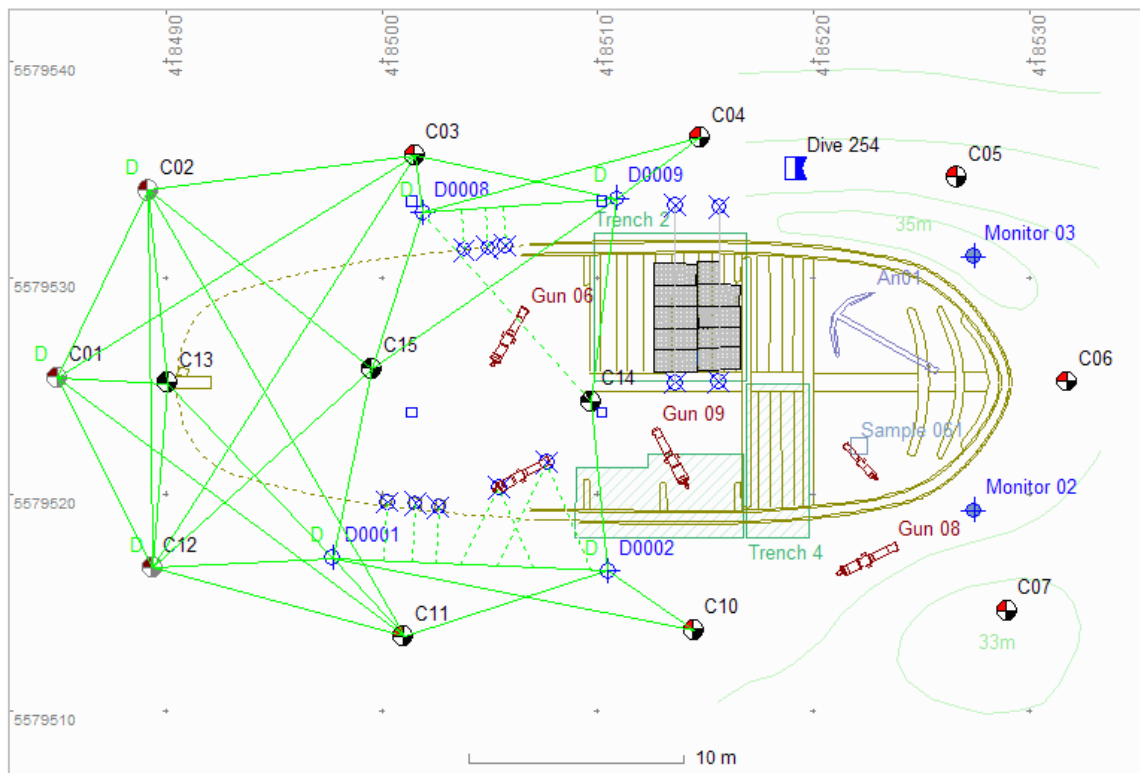 418490
418500
418510
418520
418530
5579540
C04
C03
Dive 254
D
C02
C05
D
D0008
D
D0009
Trench 2
35m
Monitor 03
5579530
An01
Gun 06
D
C01
C13
C15
C06
C14
Gun 09
Sample 061
5579520
Monitor 02
D
C12
D
D0001
D
D0002
Trench 4
Gun 08
C11
C10
C07
33m
5579510
10 m